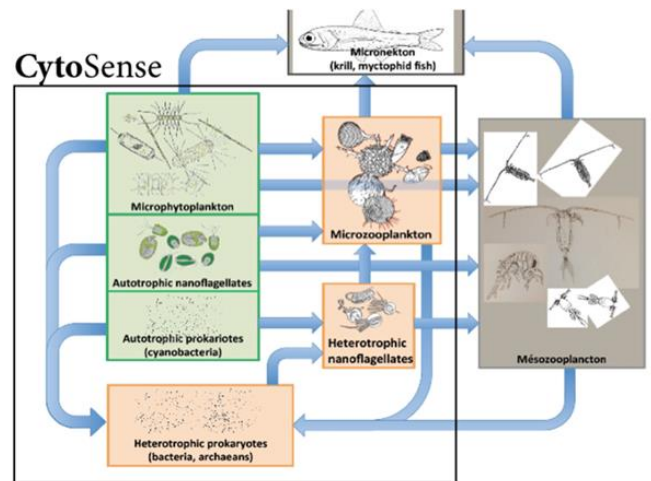 Micronekton
(krill, myctophid fish)
CytoSense
Microphytoplankton
Microzooplankton
Autotrophic nanoflagellates
Autotrophic prokariotes
(cyanobacteria)
Heterotrophic
nanoflagellates
Mésozooplancton
Heterotrophic prokaryotes
(bacteria, archaeans)